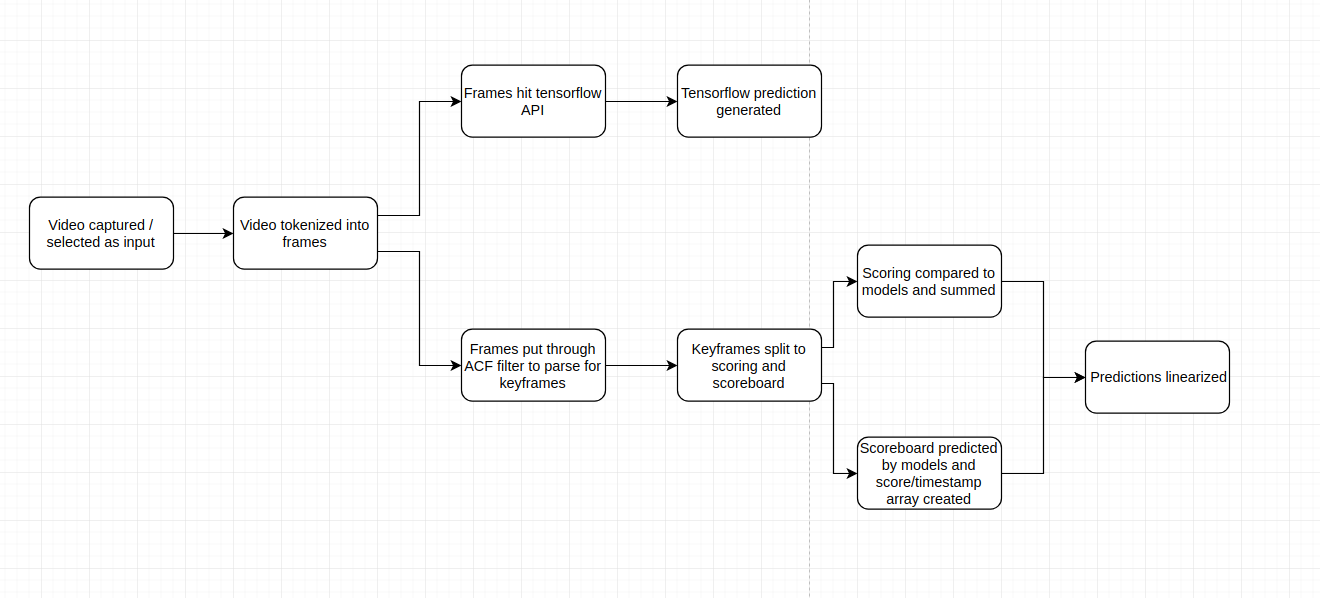 Frames hit tensorflow
API
Tensorflow prediction
generated
Video captured /
selected as input
Video tokenized into
frames
Frames put through
ACF filter to parse for
keyframes
Keyframes split to
scoring and
scoreboard
Scoring compared to
models and summed
Scoreboard predicted
by models and
score/timestamp
array created
Predictions linearized